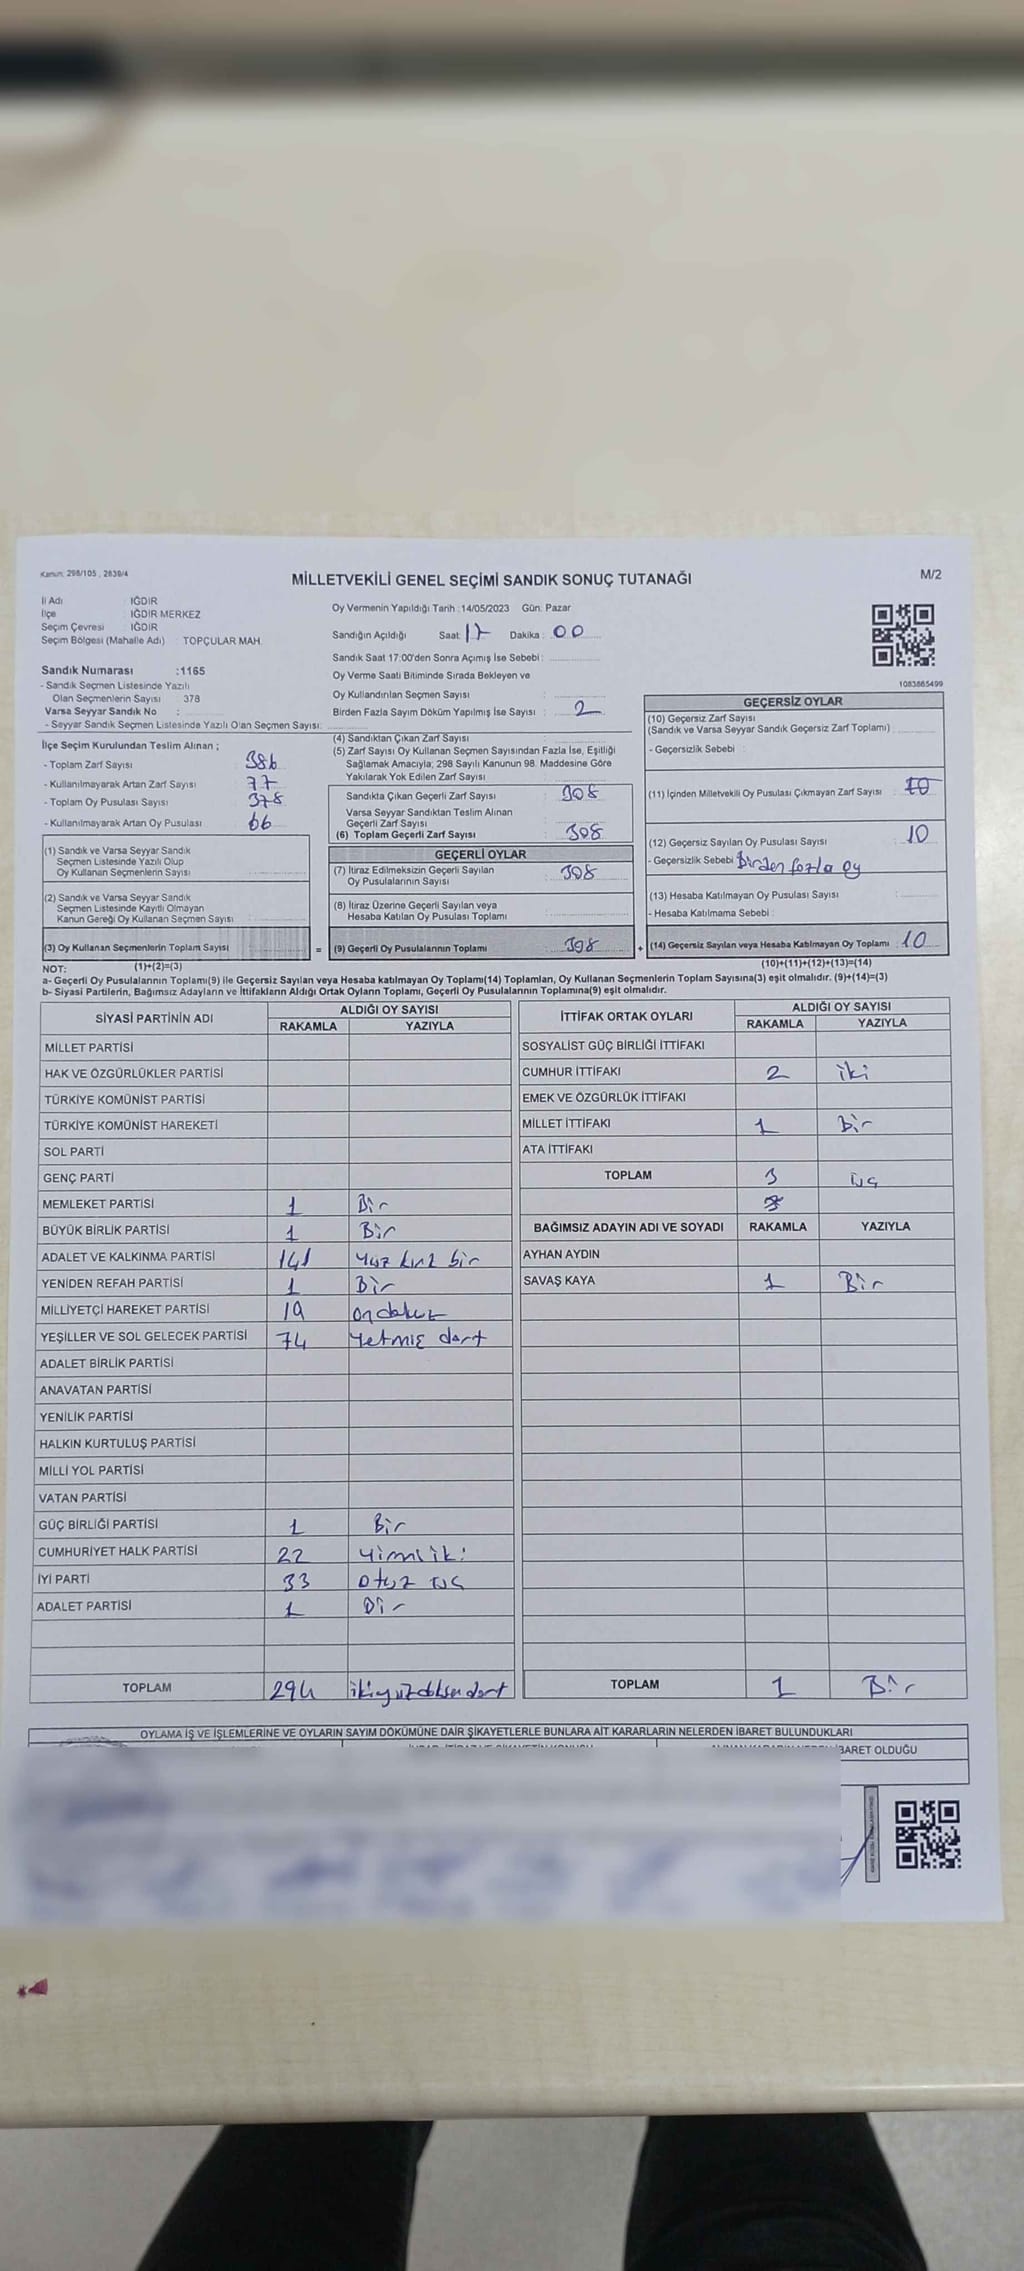 Kanun: 298/105 , 2839/4
MİLLETVEKİLİ GENEL SEÇİMİ SANDIK SONUÇ TUTANAĞI
M/2
İl Adı IĞDIR
İlçe IĞDIR MERKEZ
Seçim Çevresi IĞDIR
Seçim Bölgesi (Mahalle Adı) : TOPÇULAR MAH.
Sandık Numarası :1165
- Sandık Seçmen Listesinde Yazılı
Olan Seçmenlerin Sayısı : 378
Varsa Seyyar Sandık No :
- Seyyar Sandık Seçmen Listesinde Yazılı Olan Seçmen Sayısı:
Oy Vermenin Yapıldığı Tarih : 14/05/2023 Gün: Pazar
Sandığın Açıldığı Saat: 17 Dakika : 00
Sandık Saat 17:00'den Sonra Açımış İse Sebebi :
Oy Verme Saati Bitiminde Sırada Bekleyen ve
Oy Kullandırılan Seçmen Sayısı :
Birden Fazla Sayım Döküm Yapılmış İse Sayısı : 2
1083865499
İlçe Seçim Kurulundan Teslim Alınan ;
- Toplam Zarf Sayısı : 386
- Kullanılmayarak Artan Zarf Sayısı : 77
- Toplam Oy Pusulası Sayısı : 378
- Kullanılmayarak Artan Oy Pusulası : 66
(1) Sandık ve Varsa Seyyar Sandık
Seçmen Listesinde Yazılı Olup
Oy Kullanan Seçmenlerin Sayısı
(2) Sandık ve Varsa Seyyar Sandık
Seçmen Listesinde Kayıtlı Olmayan
Kanun Gereği Oy Kullanan Seçmen Sayısı
(3) Oy Kullanan Seçmenlerin Toplam Sayısı
(1)+(2)=(3)
(4) Sandıktan Çıkan Zarf Sayısı :
(5) Zarf Sayısı Oy Kullanan Seçmen Sayısından Fazla İse, Eşitliği
Sağlamak Amacıyla; 298 Sayılı Kanunun 98. Maddesine Göre
Yakılarak Yok Edilen Zarf Sayısı :
Sandıkta Çıkan Geçerli Zarf Sayısı : 308
Varsa Seyyar Sandıktan Teslim Alınan
Geçerli Zarf Sayısı :
(6) Toplam Geçerli Zarf Sayısı : 308
GEÇERLİ OYLAR
(7) İtiraz Edilmeksizin Geçerli Sayılan
Oy Pusulalarının Sayısı : 308
(8) İtiraz Üzerine Geçerli Sayılan veya
Hesaba Katılan Oy Pusulası Toplamı
= (9) Geçerli Oy Pusulalarının Toplamı
GEÇERSİZ OYLAR
(10) Geçersiz Zarf Sayısı
(Sandık ve Varsa Seyyar Sandık Geçersiz Zarf Toplamı) :
- Geçersizlik Sebebi :
(11) İçinden Milletvekili Oy Pusulası Çıkmayan Zarf Sayısı :
(12) Geçersiz Sayılan Oy Pusulası Sayısı : 10
- Geçersizlik Sebebi Birden fazla oy
(13) Hesaba Katılmayan Oy Pusulası Sayısı :
- Hesaba Katılmama Sebebi :
+ (14) Geçersiz Sayılan veya Hesaba Katılmayan Oy Toplamı : 10
(10)+(11)+(12)+(13)=(14)
NOT:
a- Geçerli Oy Pusulalarının Toplamı(9) ile Geçersiz Sayılan veya Hesaba katılmayan Oy Toplamı(14) Toplamları, Oy Kullanan Seçmenlerin Toplam Sayısına(3) eşit olmalıdır. (9)+(14)=(3)
b- Siyasi Partilerin, Bağımsız Adayların ve İttifakların Aldığı Ortak Oyların Toplamı, Geçerli Oy Pusulalarının Toplamına(9) eşit olmalıdır.
SİYASİ PARTİNİN ADI ALDIĞI OY SAYISI
RAKAMLA YAZIYLA
MİLLET PARTİSİ
HAK VE ÖZGÜRLÜKLER PARTİSİ
TÜRKİYE KOMÜNİST PARTİSİ
TÜRKİYE KOMÜNİST HAREKETİ
SOL PARTİ
GENÇ PARTİ
MEMLEKET PARTİSİ 1 Bir
BÜYÜK BİRLİK PARTİSİ 1 Bir
ADALET VE KALKINMA PARTİSİ 141 Yüz kırk bir
YENİDEN REFAH PARTİSİ 1 Bir
MİLLİYETÇİ HAREKET PARTİSİ 19 on dokuz
YEŞİLLER VE SOL GELECEK PARTİSİ 74 Yetmiş dört
ADALET BİRLİK PARTİSİ
ANAVATAN PARTİSİ
YENİLİK PARTİSİ
HALKIN KURTULUŞ PARTİSİ
MİLLİ YOL PARTİSİ
VATAN PARTİSİ
GÜÇ BİRLİĞİ PARTİSİ 1 Bir
CUMHURİYET HALK PARTİSİ 22 Yirmi iki
İYİ PARTİ 33 Otuz üç
ADALET PARTİSİ 1 Bir
TOPLAM 294 ikiyüzdoksan dört
İTTİFAK ORTAK OYLARI ALDIĞI OY SAYISI
RAKAMLA YAZIYLA
SOSYALİST GÜÇ BİRLİĞİ İTTİFAKI
CUMHUR İTTİFAKI 2 iki
EMEK VE ÖZGÜRLÜK İTTİFAKI
MİLLET İTTİFAKI 1 Bir
ATA İTTİFAKI
TOPLAM 3 üç
BAĞIMSIZ ADAYIN ADI VE SOYADI RAKAMLA YAZIYLA
AYHAN AYDIN
SAVAŞ KAYA 1 Bir
TOPLAM 1 Bir
OYLAMA İŞ VE İŞLEMLERİNE VE OYLARIN SAYIM DÖKÜMÜNE DAİR ŞİKAYETLERLE BUNLARA AİT KARARLARIN NELERDEN İBARET BULUNDUKLARI
İBARET OLDUĞU